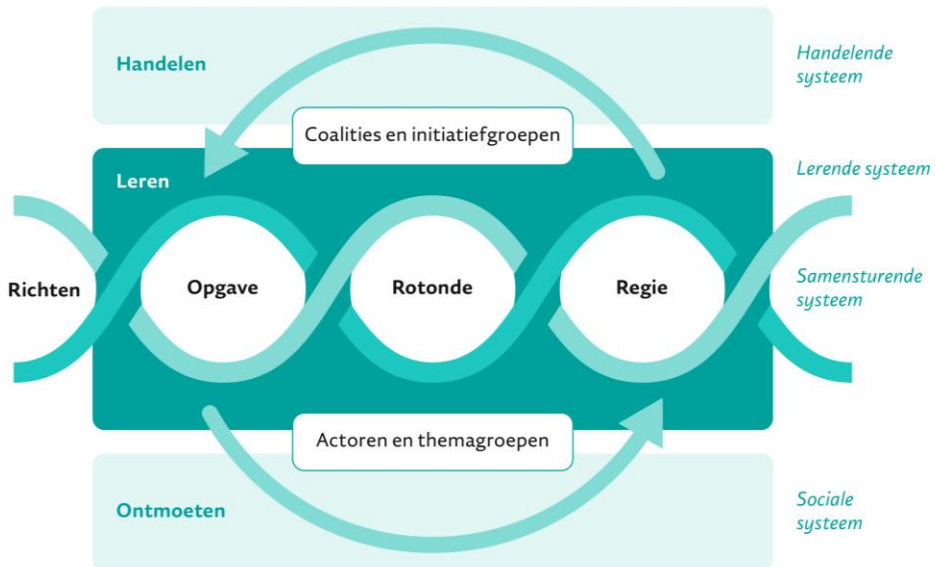 Handelen
Handelende
systeem
Coalities en initiatiefgroepen
Leren
Lerende systeem
Richten
Opgave
Rotonde
Regie
Samensturende
systeem
Actoren en themagroepen
Ontmoeten
Sociale
systeem